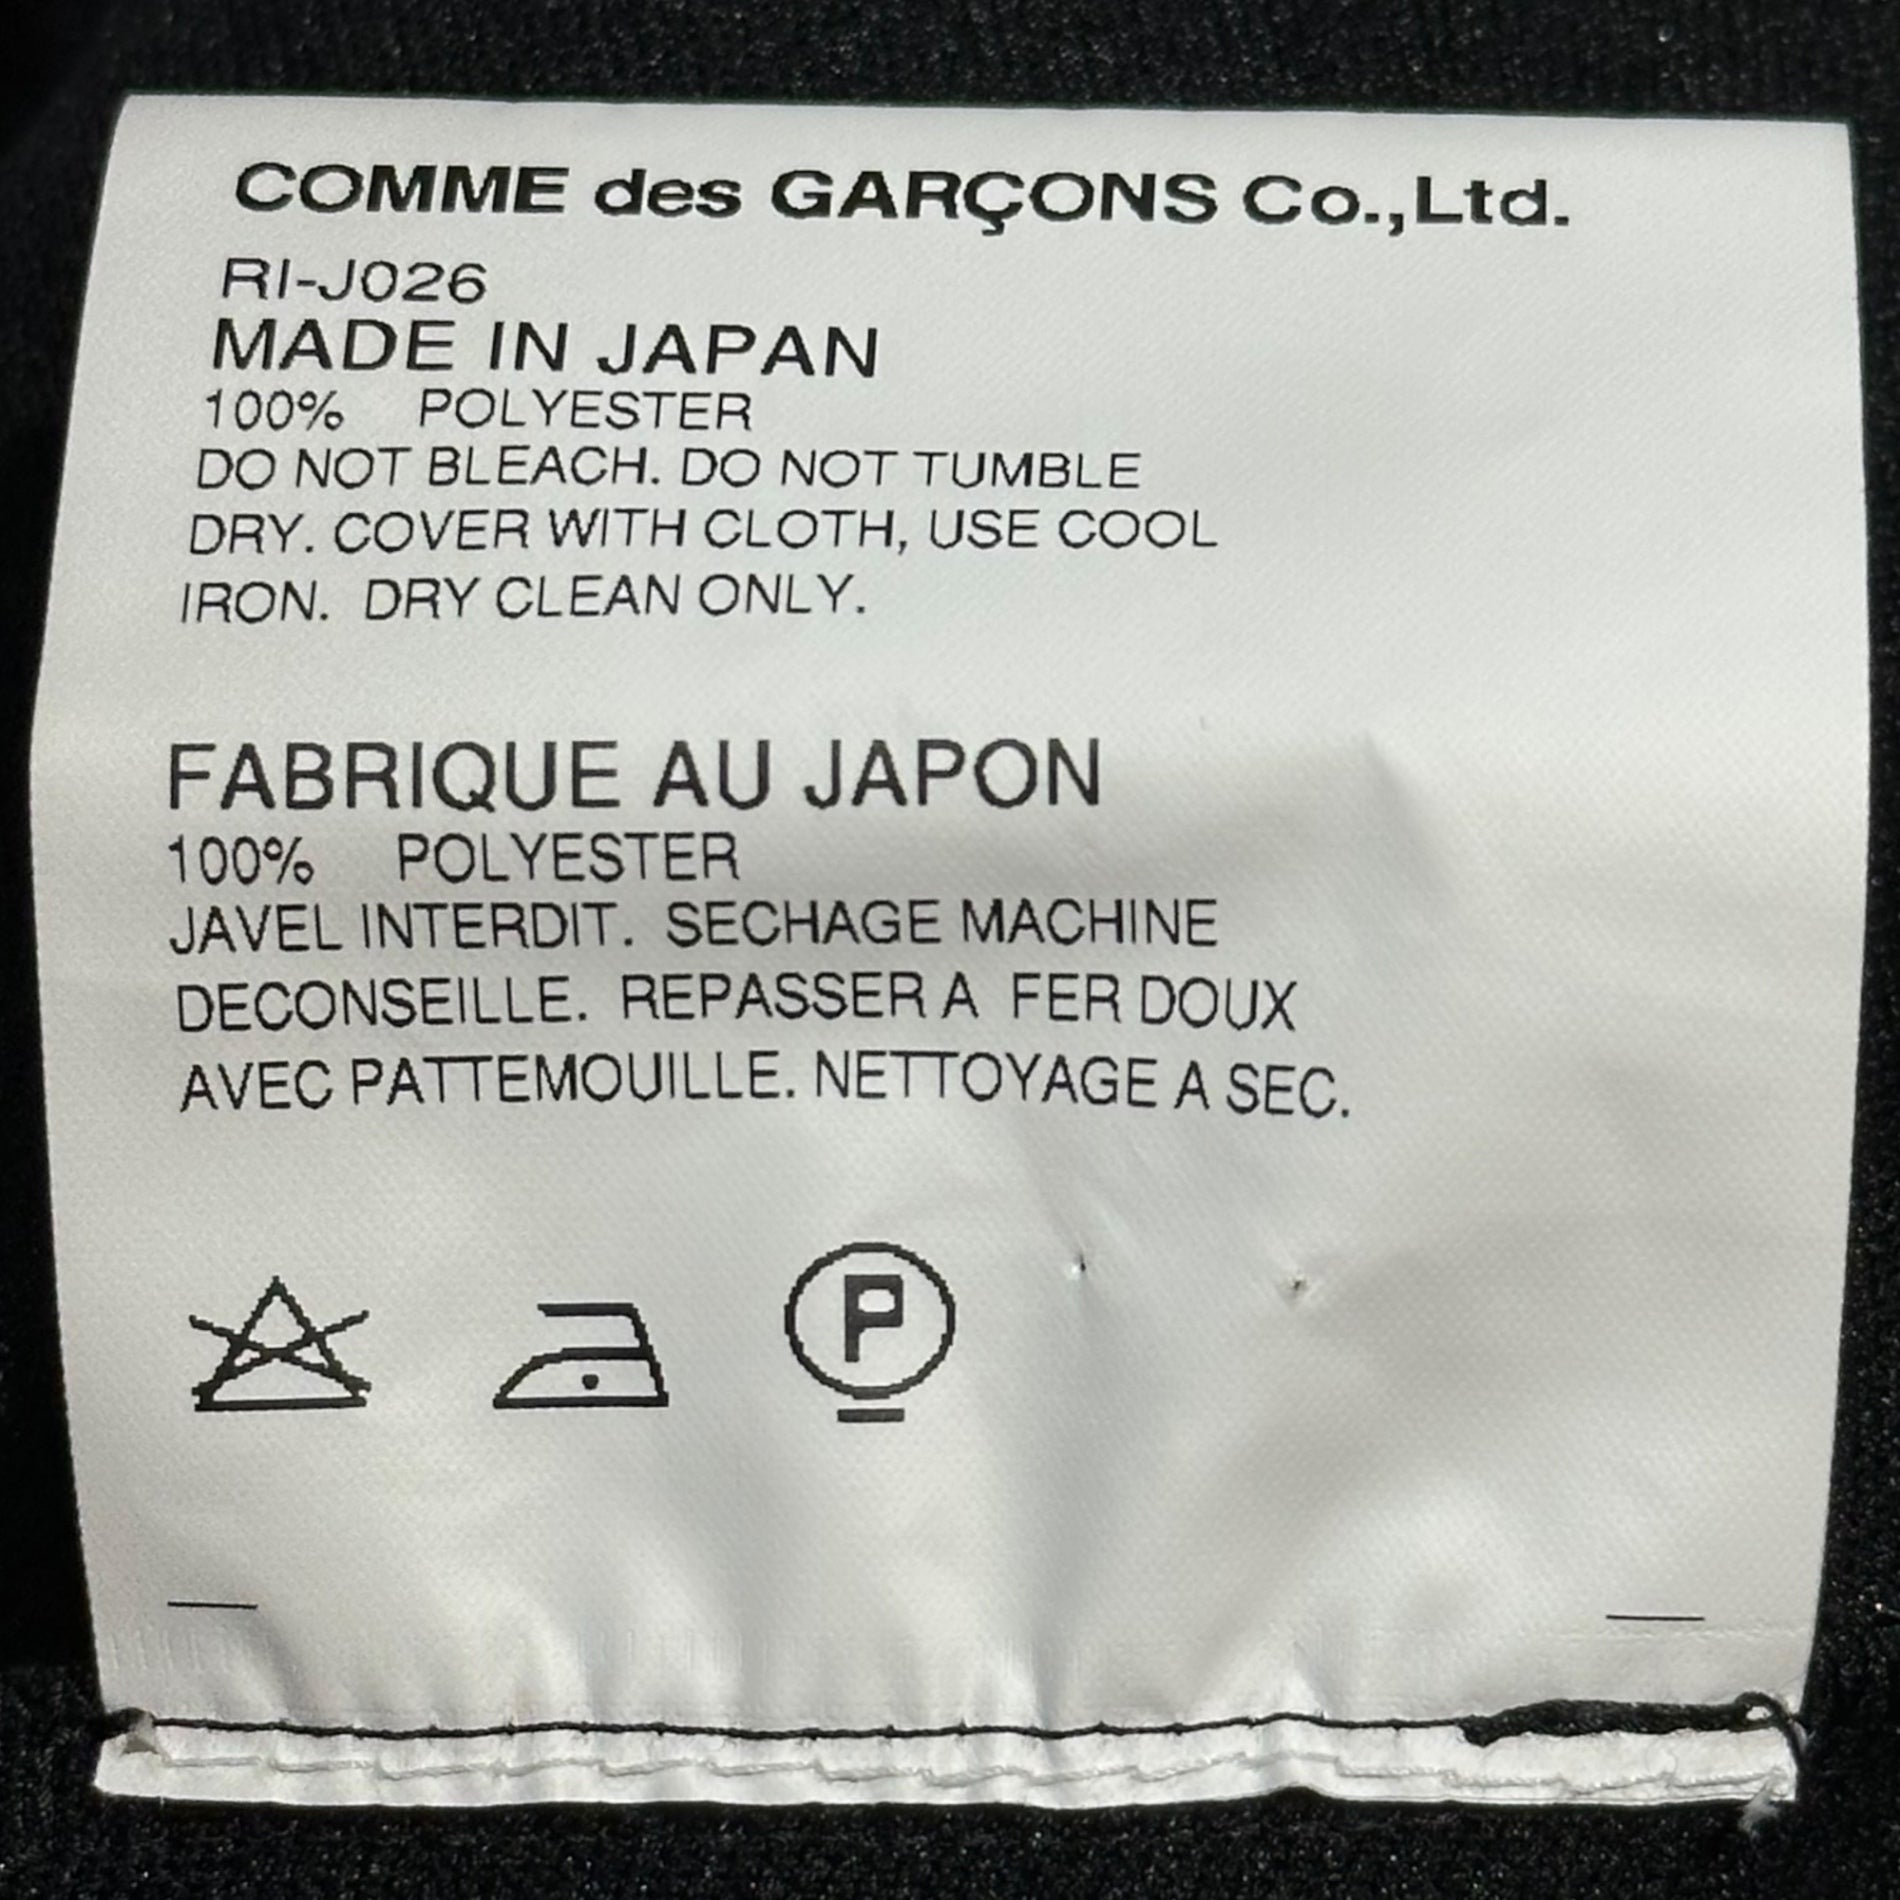 COMME des GARÇONS Co.,Ltd.
RI-J026
MADE IN JAPAN
100% POLYESTER
DO NOT BLEACH. DO NOT TUMBLE
DRY. COVER WITH CLOTH, USE COOL
IRON. DRY CLEAN ONLY.
FABRIQUE AU JAPON
100% POLYESTER
JAVEL INTERDIT. SECHAGE MACHINE
DECONSEILLE. REPASSER A FER DOUX
AVEC PATTEMOUILLE. NETTOYAGE A SEC.
P